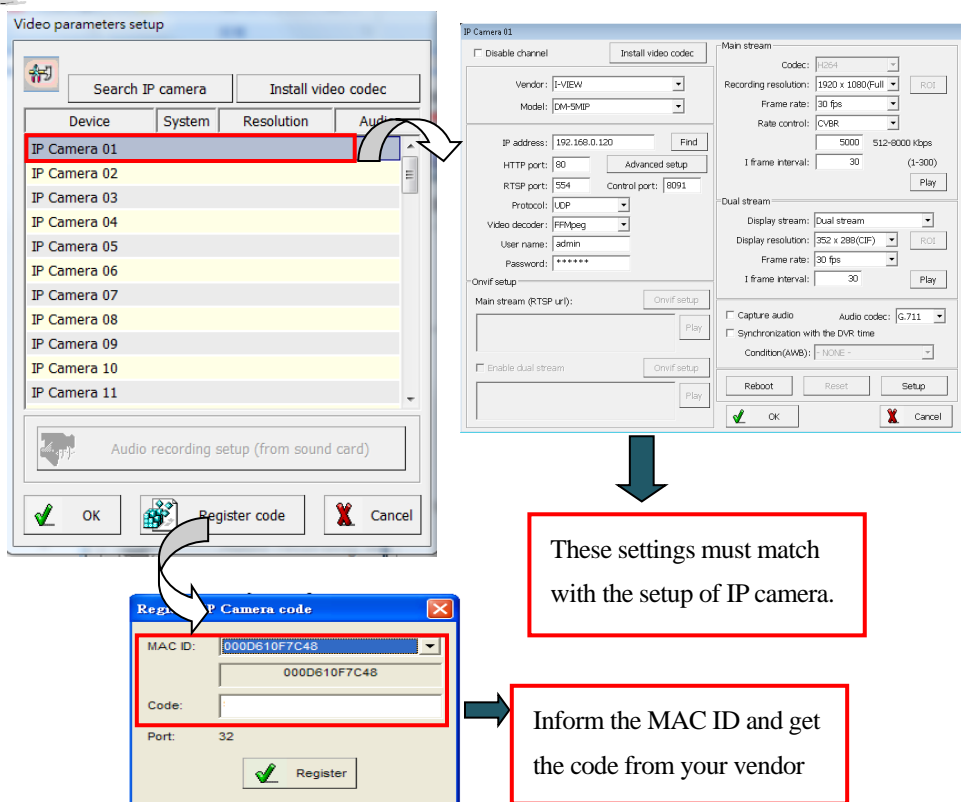 Video parameters setup
Search IP camera
Install video codec
Device System Resolution Audio
IP Camera 01
IP Camera 02
IP Camera 03
IP Camera 04
IP Camera 05
IP Camera 06
IP Camera 07
IP Camera 08
IP Camera 09
IP Camera 10
IP Camera 11
Audio recording setup (from sound card)
OK
Register code
Cancel
IP Camera 01
Disable channel
Install video codec
Vendor: I-VIEW
Model: DM-5MIP
IP address: 192.168.0.120 Find
HTTP port: 80 Advanced setup
RTSP port: 554 Control port: 8091
Protocol: UDP
Video decoder: FFMpeg
User name: admin
Password: ******
Onvif setup
Main stream (RTSP url): Onvif setup
Play
Enable dual stream Onvif setup
Play
Main stream
Codec: H264
Recording resolution: 1920 x 1080(Full ROI
Frame rate: 30 fps
Rate control: CVBR
5000 512-8000 Kbps
I frame interval: 30 (1-300)
Play
Dual stream
Display stream: Dual stream
Display resolution: 352 x 288(CIF) ROI
Frame rate: 30 fps
I frame interval: 30 Play
Capture audio Audio codec: G.711
Synchronization with the DVR time
Condition(AWB): - NONE -
Reboot Reset Setup
OK Cancel
These settings must match
with the setup of IP camera.
IP Camera code
MAC ID: 000D610F7C48
000D610F7C48
Code:
Port: 32
Register
Inform the MAC ID and get
the code from your vendor